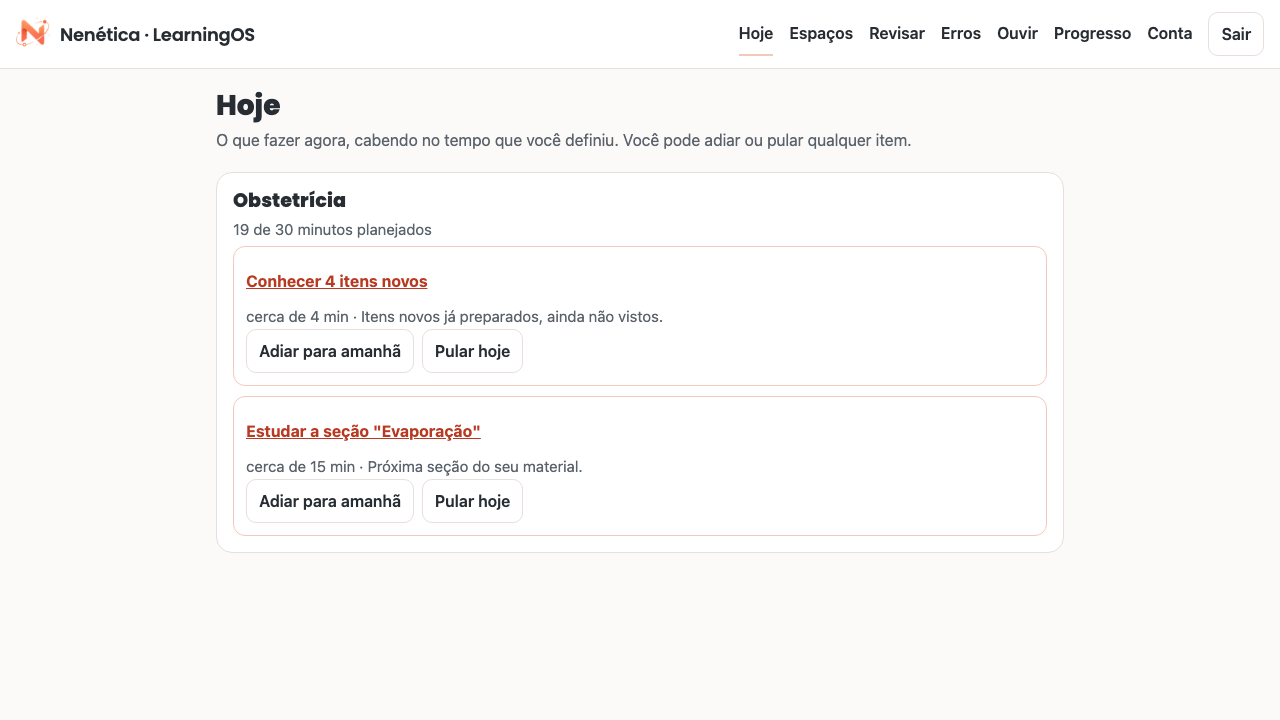 Nenética · LearningOS
Hoje Espaços Revisar Erros Ouvir Progresso Conta Sair
Hoje
O que fazer agora, cabendo no tempo que você definiu. Você pode adiar ou pular qualquer item.
Obstetrícia
19 de 30 minutos planejados
Conhecer 4 itens novos
cerca de 4 min · Itens novos já preparados, ainda não vistos.
Adiar para amanhã Pular hoje
Estudar a seção "Evaporação"
cerca de 15 min · Próxima seção do seu material.
Adiar para amanhã Pular hoje